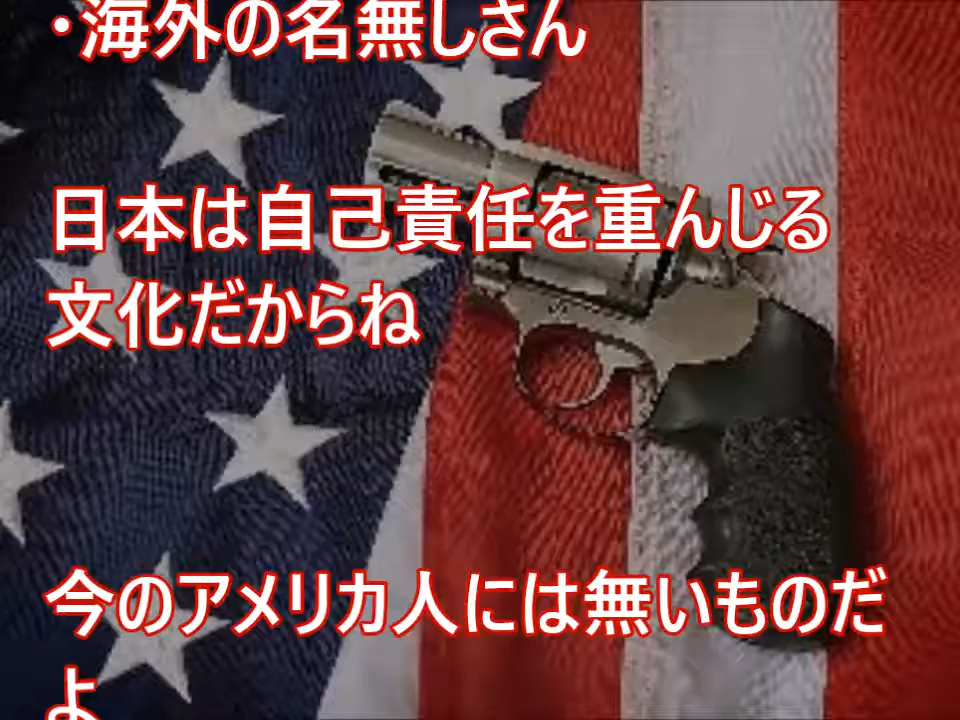 ・海外の名無しさん
日本は自己責任を重んじる
文化だからね
今のアメリカ人には無いものだ
よ